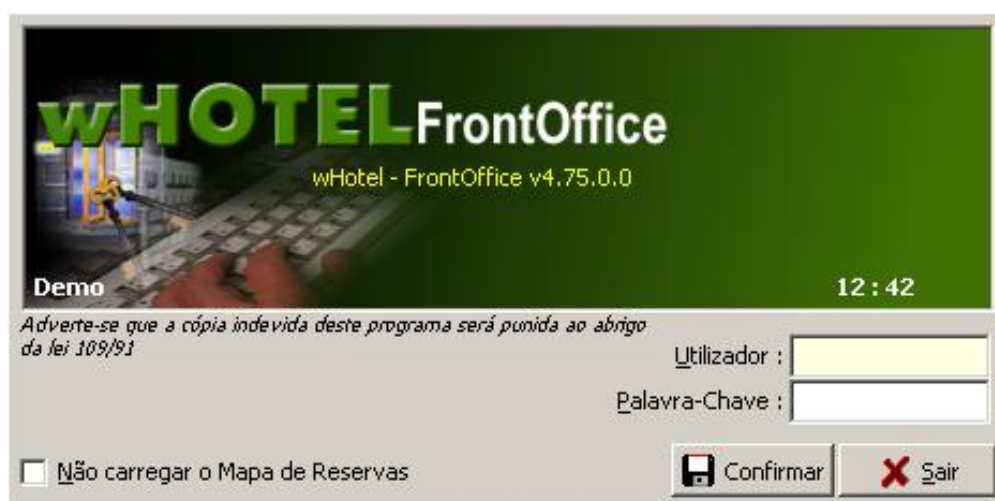 wHOTEL FrontOffice
wHotel - FrontOffice v4.75.0.0
Demo 12:42
Adverte-se que a cópia indevida deste programa será punida ao abrigo
da lei 109/91
Utilizador :
Palavra-Chave :
Não carregar o Mapa de Reservas Confirmar Sair